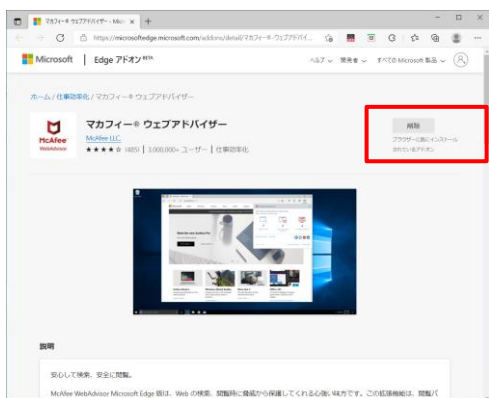 マカフィー® ウェブアドバイザー - Micr
https://microsoftedge.microsoft.com/addons/detail/マカフィー®-ウェブアドバイ...
Microsoft | Edge アドオン BETA
ヘルプ 開発者 すべての Microsoft 製品
ホーム / 仕事効率化 / マカフィー® ウェブアドバイザー
McAfee
WebAdvisor
マカフィー® ウェブアドバイザー
McAfee LLC.
★★★★☆ (485) | 3,000,000+ ユーザー | 仕事効率化
削除
ブラウザーに既にインストール
されているアドオン
説明
安心して検索、安全に閲覧。
McAfee WebAdvisor Microsoft Edge 版は、Web の検索、閲覧時に脅威から保護してくれる心強い味方です。この拡張機能は、閲覧パ